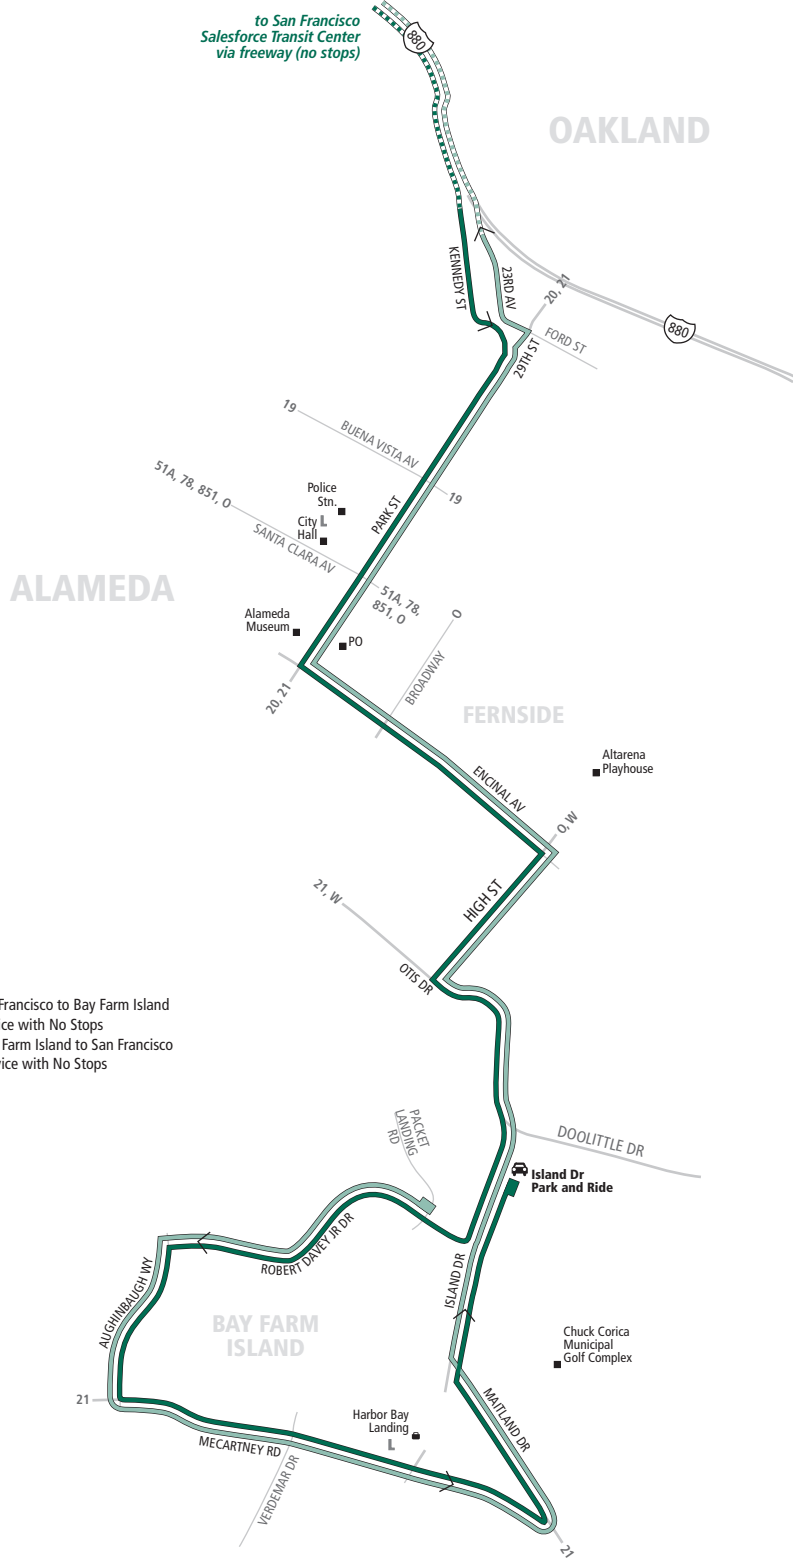 to San Francisco
Salesforce Transit Center
via freeway (no stops)
880
OAKLAND
KENNEDY ST
23RD AV
20, 21
880
29TH ST
FORD ST
19
BUENA VISTA AV
51A, 78, 851, O
Police
Stn.
19
City L
Hall
PARK ST
SANTA CLARA AV
ALAMEDA
51A, 78,
851, O
Alameda
Museum
PO
O
BROADWAY
20, 21
FERNSIDE
Altarena
Playhouse
ENCINAL AV
O, W
21, W
HIGH ST
OTIS DR
Francisco to Bay Farm Island
ice with No Stops
Farm Island to San Francisco
vice with No Stops
PACKET
LANDING
RD
DOOLITTLE DR
Island Dr
Park and Ride
ROBERT DAVEY JR DR
ISLAND DR
AUGHINBAUGH WY
BAY FARM
ISLAND
Chuck Corica
Municipal
Golf Complex
21
MAITLAND DR
Harbor Bay
Landing
L
MECARTNEY RD
VERDEMAR DR
21